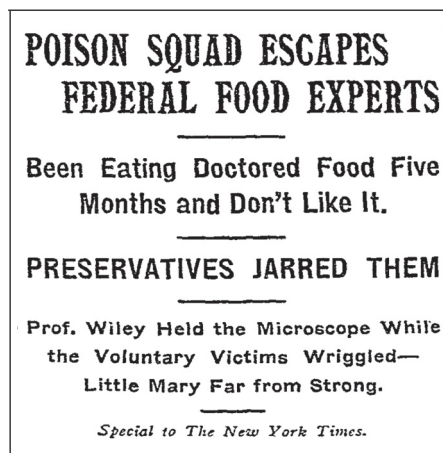 POISON SQUAD ESCAPES
FEDERAL FOOD EXPERTS
Been Eating Doctored Food Five
Months and Don't Like It.
PRESERVATIVES JARRED THEM
Prof. Wiley Held the Microscope While
the Voluntary Victims Wriggled—
Little Mary Far from Strong.
Special to The New York Times.